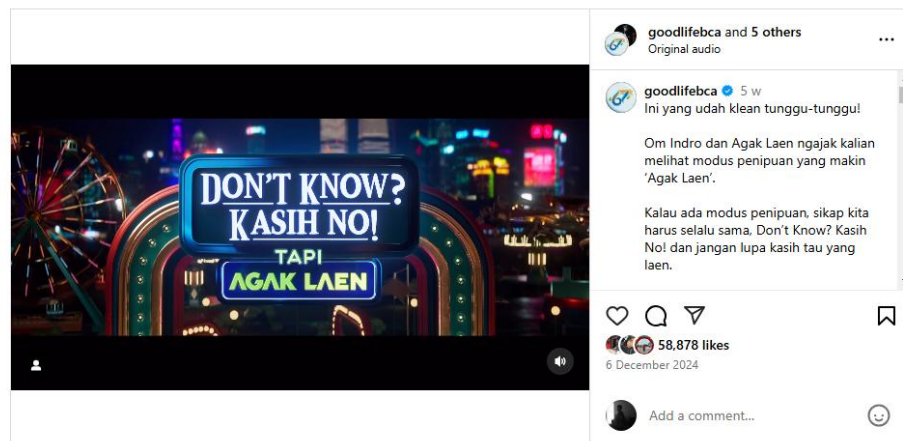 DON'T KNOW?
KASIH NO!
TAPI
AGAK LAEN
goodlifebca and 5 others
Original audio
goodlifebca 5 w
Ini yang udah klean tunggu-tunggu!
Om Indro dan Agak Laen ngajak kalian
melihat modus penipuan yang makin
‘Agak Laen’.
Kalau ada modus penipuan, sikap kita
harus selalu sama, Don’t Know? Kasih
No! dan jangan lupa kasih tau yang
laen.
58,878 likes
6 December 2024
Add a comment...